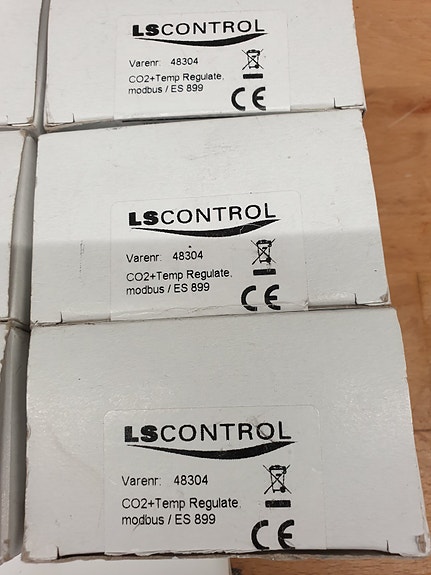 LSCONTROL
Varenr: 48304
CO2+Temp Regulate,
modbus / ES 899
CE
LSCONTROL
Varenr: 48304
CO2+Temp Regulate,
modbus / ES 899
CE
LSCONTROL
Varenr: 48304
CO2+Temp Regulate,
modbus / ES 899
CE